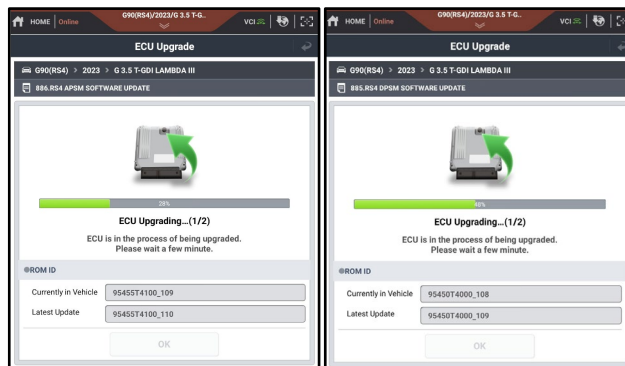 HOME | Online
G90(RS4)/2023/G 3.5 T-G..
VCI
ECU Upgrade
G90(RS4) > 2023 > G 3.5 T-GDI LAMBDA III
886.RS4 APSM SOFTWARE UPDATE
28%
ECU Upgrading...(1/2)
ECU is in the process of being upgraded.
Please wait a few minute.
ROM ID
Currently in Vehicle 95455T4100_109
Latest Update 95455T4100_110
OK
HOME | Online
G90(RS4)/2023/G 3.5 T-G..
VCI
ECU Upgrade
G90(RS4) > 2023 > G 3.5 T-GDI LAMBDA III
885.RS4 DPSM SOFTWARE UPDATE
48%
ECU Upgrading...(1/2)
ECU is in the process of being upgraded.
Please wait a few minute.
ROM ID
Currently in Vehicle 95450T4000_108
Latest Update 95450T4000_109
OK